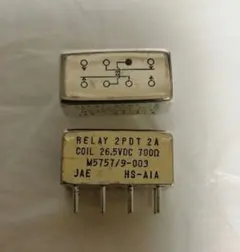 RELAY 2PDT 2A
COIL 26.5VDC 700Ω
M5757/9-003
JAE HS-A1A